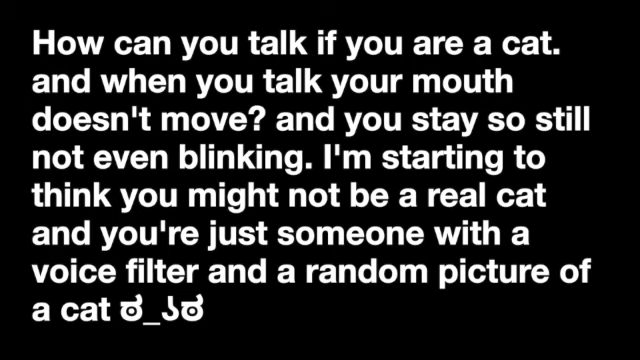 How can you talk if you are a cat.
and when you talk your mouth
doesn't move? and you stay so still
not even blinking. I'm starting to
think you might not be a real cat
and you're just someone with a
voice filter and a random picture of
a cat ಠ_ʖಠ